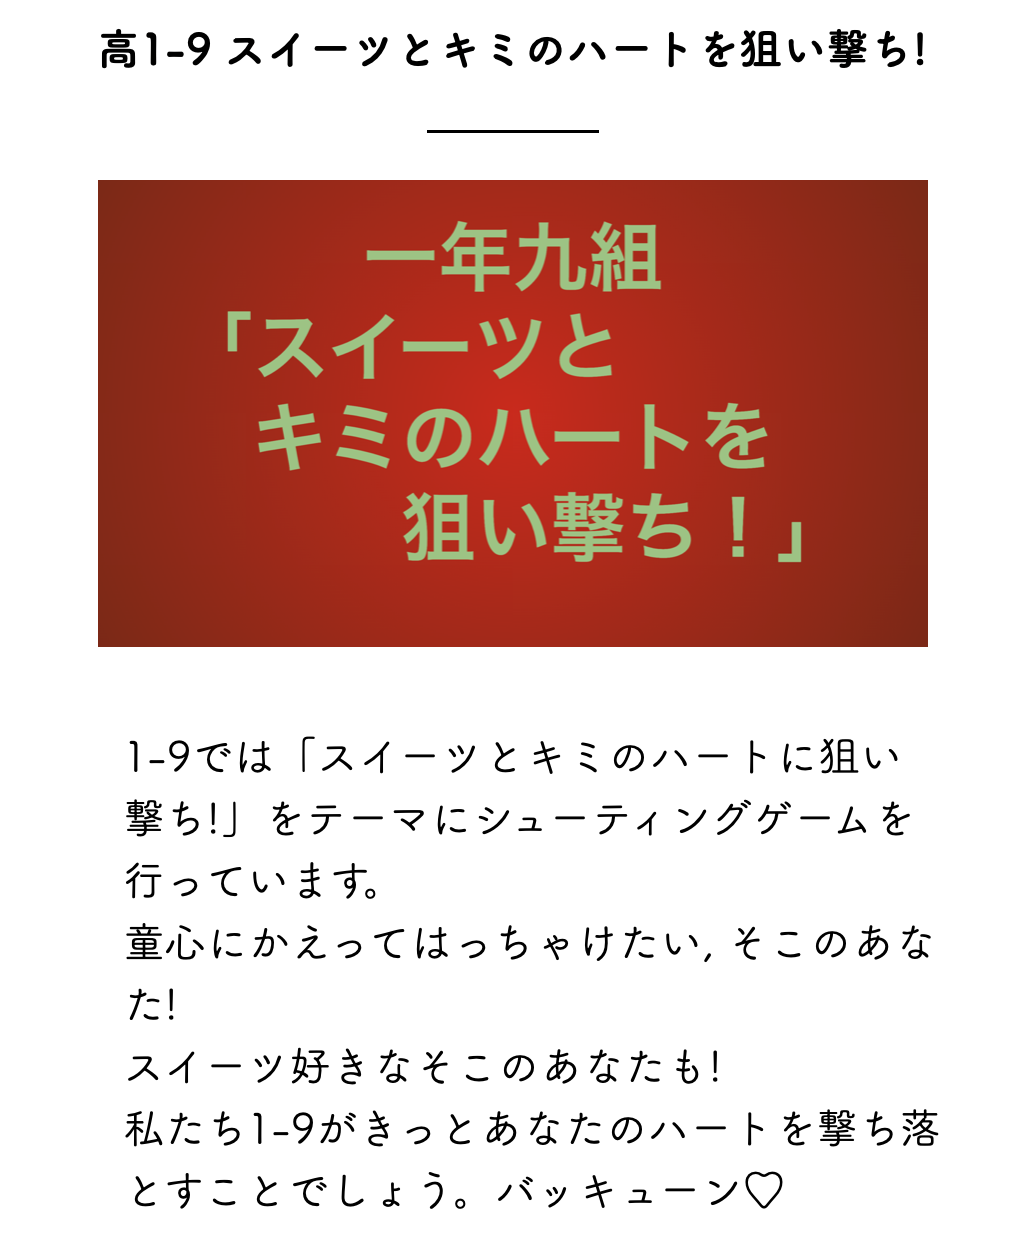 高1-9 スイーツとキミのハートを狙い撃ち!
一年九組
「スイーツと
キミのハートを
狙い撃ち！」
1-9では「スイーツとキミのハートに狙い
撃ち!」をテーマにシューティングゲームを
行っています。
童心にかえってはっちゃけたい, そこのあな
た!
スイーツ好きなそこのあなたも!
私たち1-9がきっとあなたのハートを撃ち落
とすことでしょう。バッキューン♡